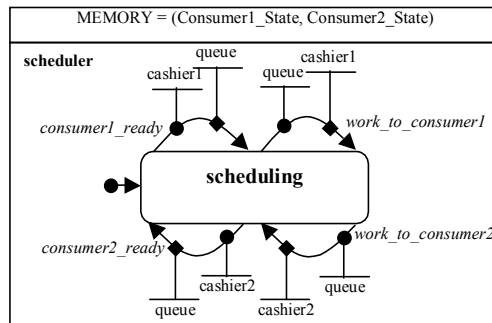 MEMORY = (Consumer1_State, Consumer2_State)
scheduler
queue
cashier1
cashier1
queue
consumer1_ready
work_to_consumer1
scheduling
consumer2_ready
work_to_consumer2
cashier2
queue
cashier2
queue